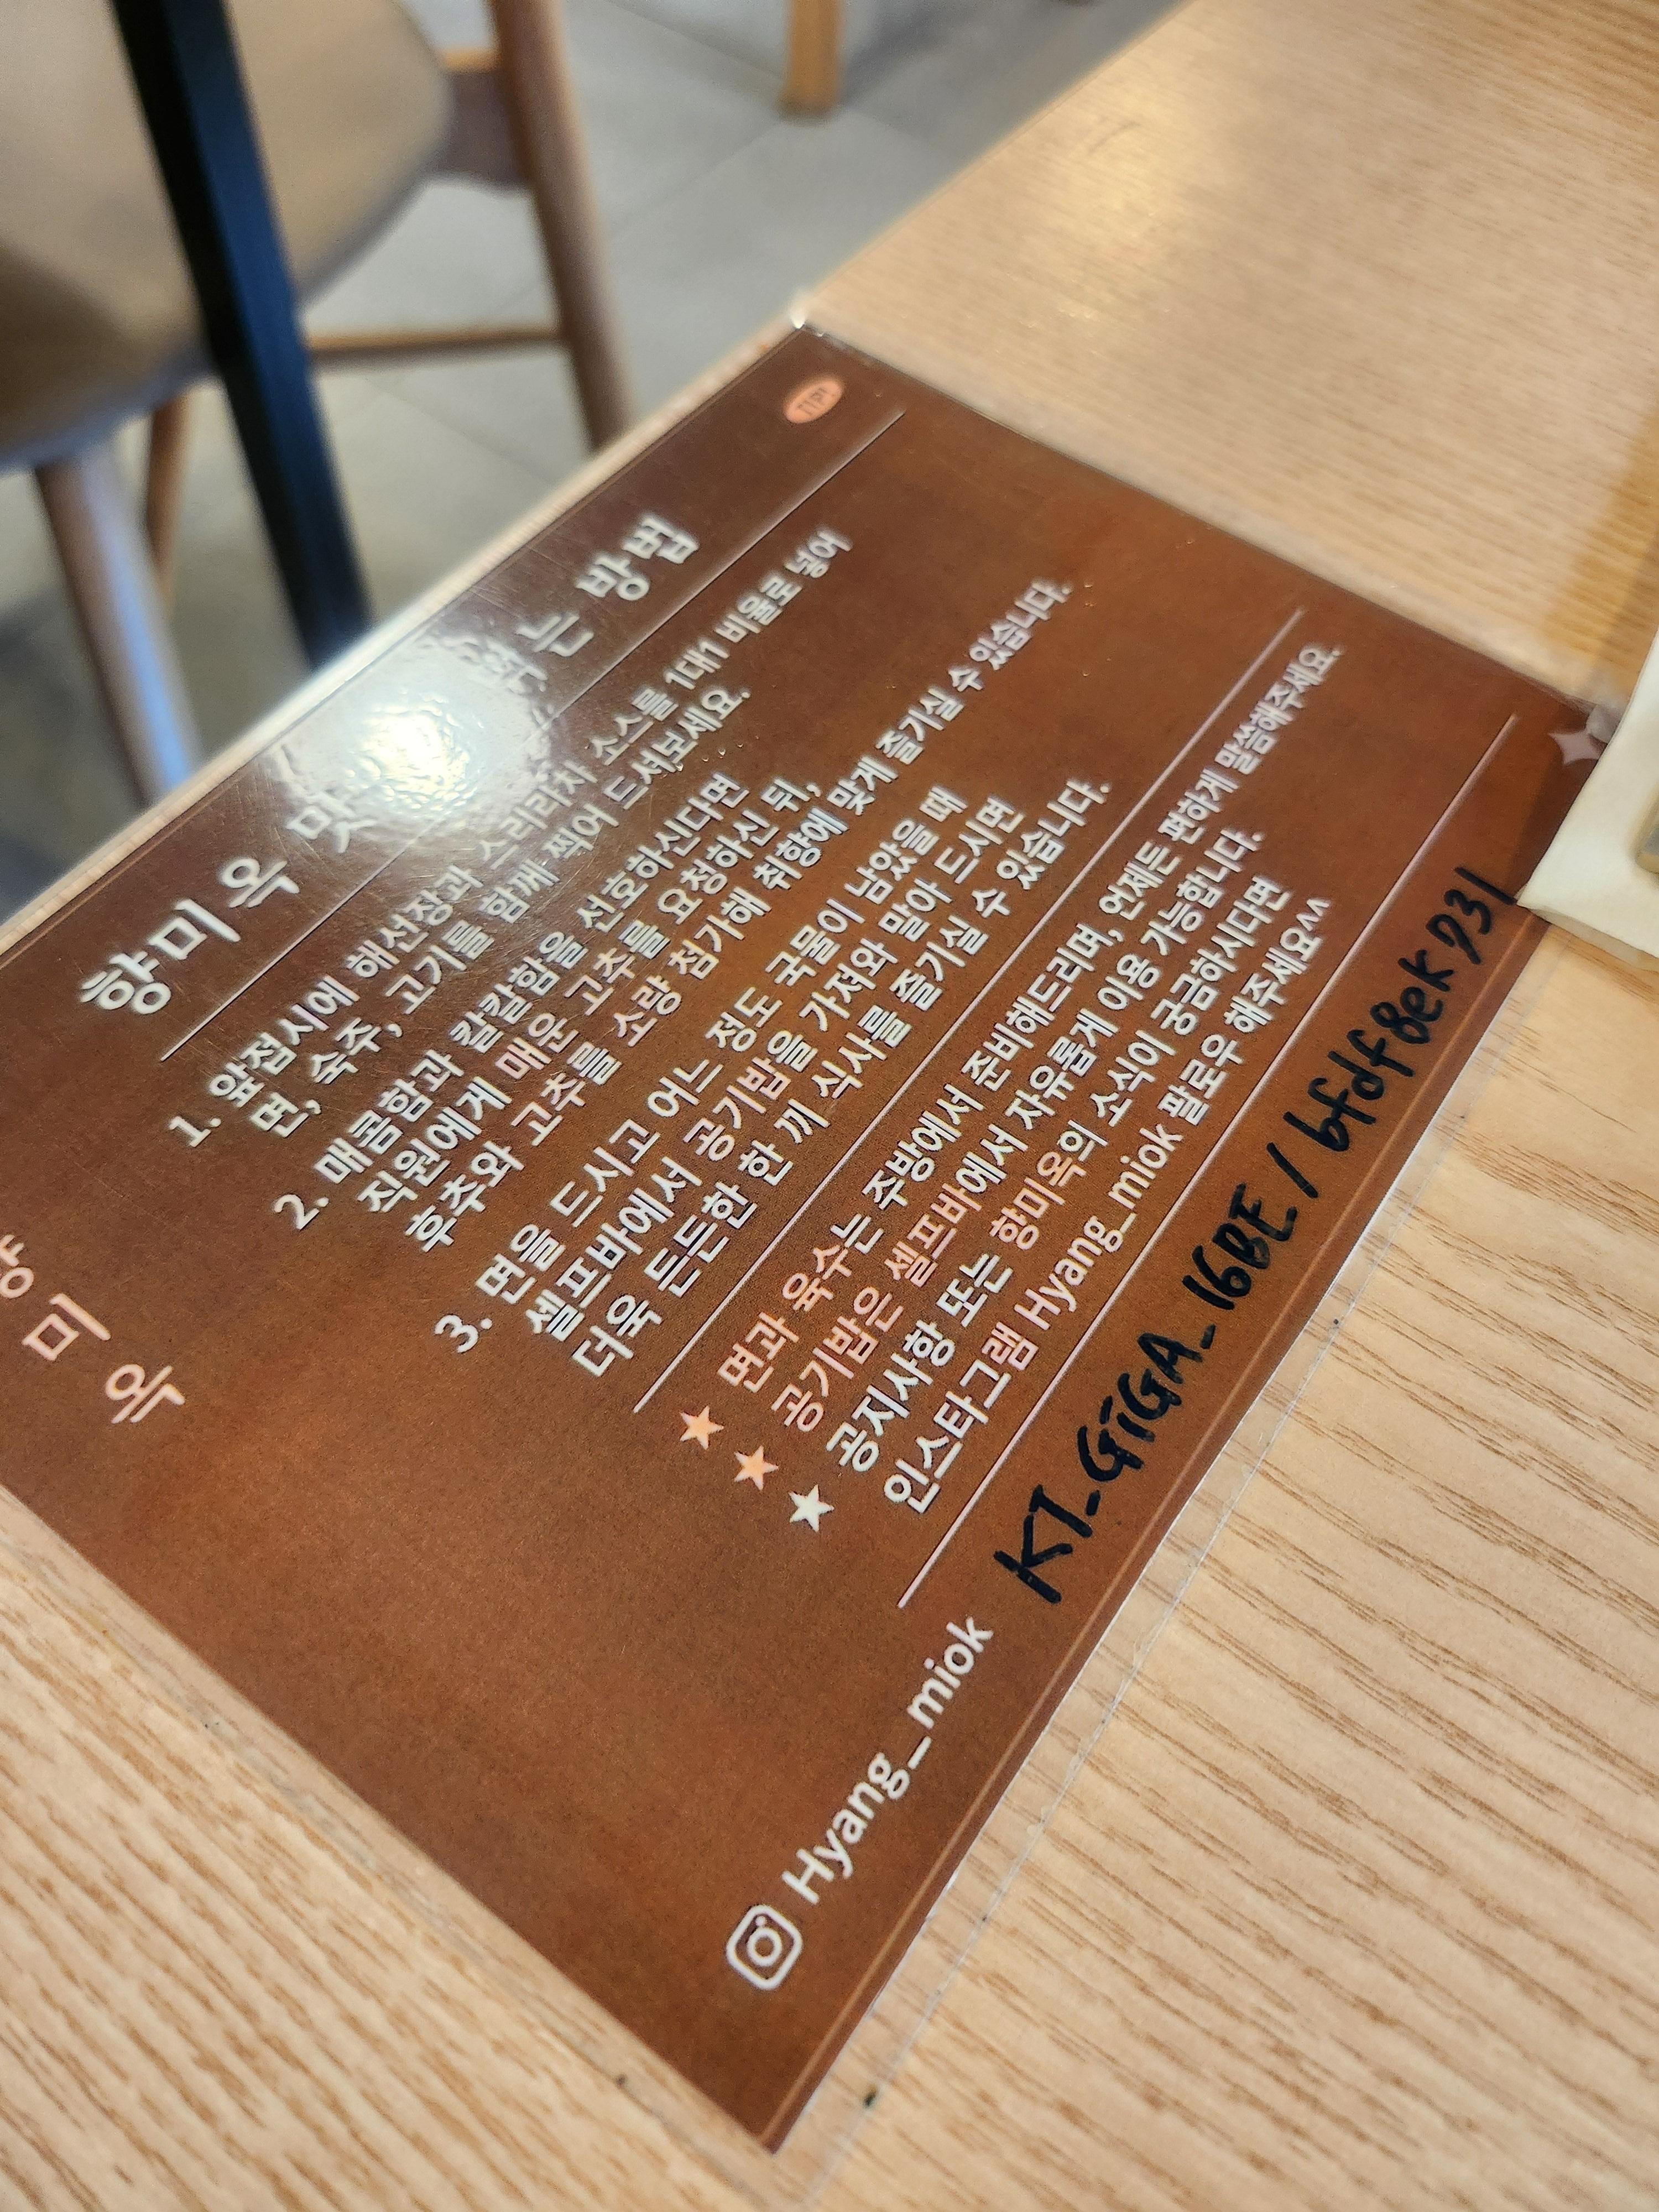 향미옥
TIP!
향미옥 맛 는 방법
1. 앞접시에 해선장과 스리라차 소스를 1대1 비율로 넣어
면, 숙주, 고기를 함께 찍어 드셔보세요.
2. 매콤함과 칼칼함을 선호하신다면
직원에게 매운 고추를 요청하신 뒤,
후추와 고추를 소량 첨가해 취향에 맞게 즐기실 수 있습니다.
3. 면을 드시고 어느 정도 국물이 남았을 때
셀프바에서 공기밥을 가져와 말아 드시면
더욱 든든한 한 끼 식사를 즐기실 수 있습니다.
★ 면과 육수는 주방에서 준비해드리며, 언제든 편하게 말씀해주세요.
★ 공기밥은 셀프바에서 자유롭게 이용 가능합니다.
★ 공지사항 또는 향미옥의 소식이 궁금하시다면
인스타그램 Hyang_miok 팔로우 해주세요^^
Hyang_miok
KT_GiGA_16BE / bfdf8ek931